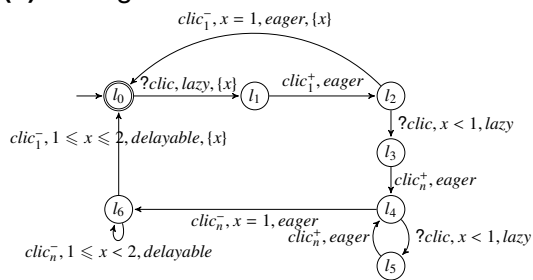 clic₁⁻, x = 1, eager, {x}
l₀
?clic, lazy, {x}
l₁
clic₁⁺, eager
l₂
?clic, x < 1, lazy
l₃
clicₙ⁺, eager
clic₁⁻, 1 ⩽ x ⩽ 2, delayable, {x}
l₆
clicₙ⁻, x = 1, eager
l₄
clicₙ⁺, eager
?clic, x < 1, lazy
clicₙ⁻, 1 ⩽ x < 2, delayable
l₅